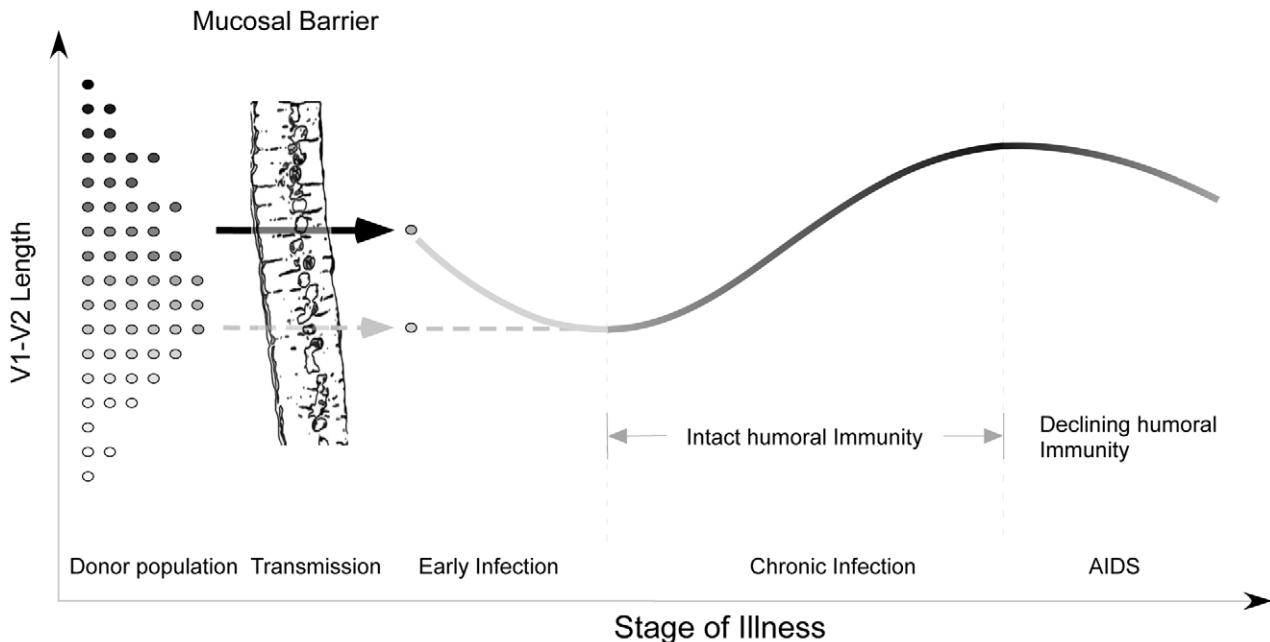 Mucosal Barrier
V1-V2 Length
Intact humoral Immunity
Declining humoral
Immunity
Donor population
Transmission
Early Infection
Chronic Infection
AIDS
Stage of Illness